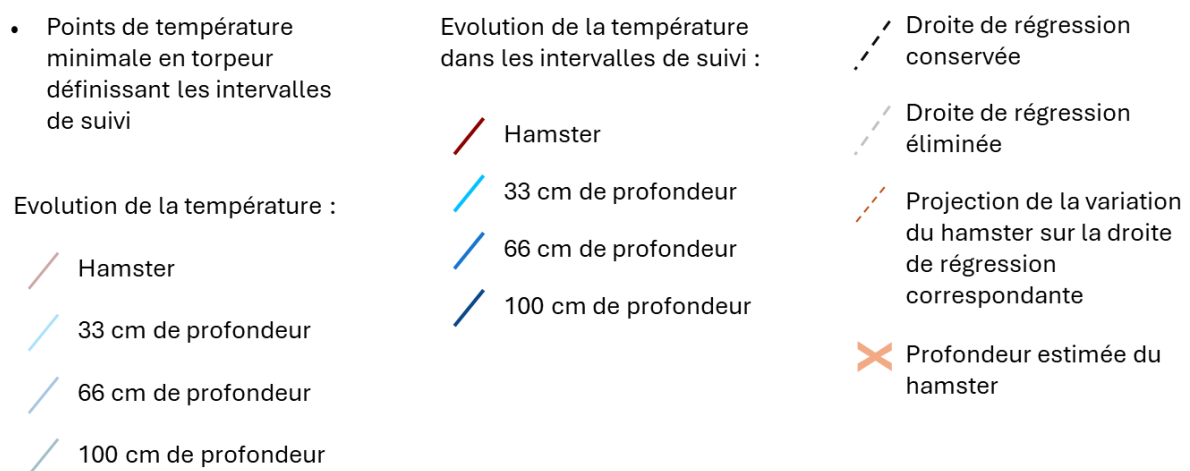 • Points de température
minimale en torpeur
définissant les intervalles
de suivi
Evolution de la température :
Hamster
33 cm de profondeur
66 cm de profondeur
100 cm de profondeur
Evolution de la température
dans les intervalles de suivi :
Hamster
33 cm de profondeur
66 cm de profondeur
100 cm de profondeur
Droite de régression
conservée
Droite de régression
éliminée
Projection de la variation
du hamster sur la droite
de régression
correspondante
Profondeur estimée du
hamster